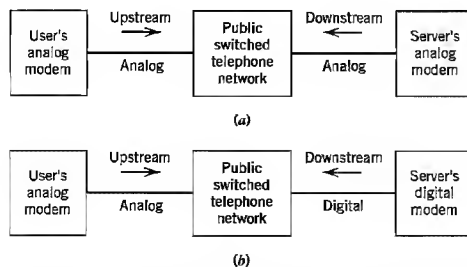 User's
analog
modem
Upstream
Analog
Public
switched
telephone
network
Downstream
Analog
Server's
analog
modem
(a)
User's
analog
modem
Upstream
Analog
Public
switched
telephone
network
Downstream
Digital
Server's
digital
modem
(b)